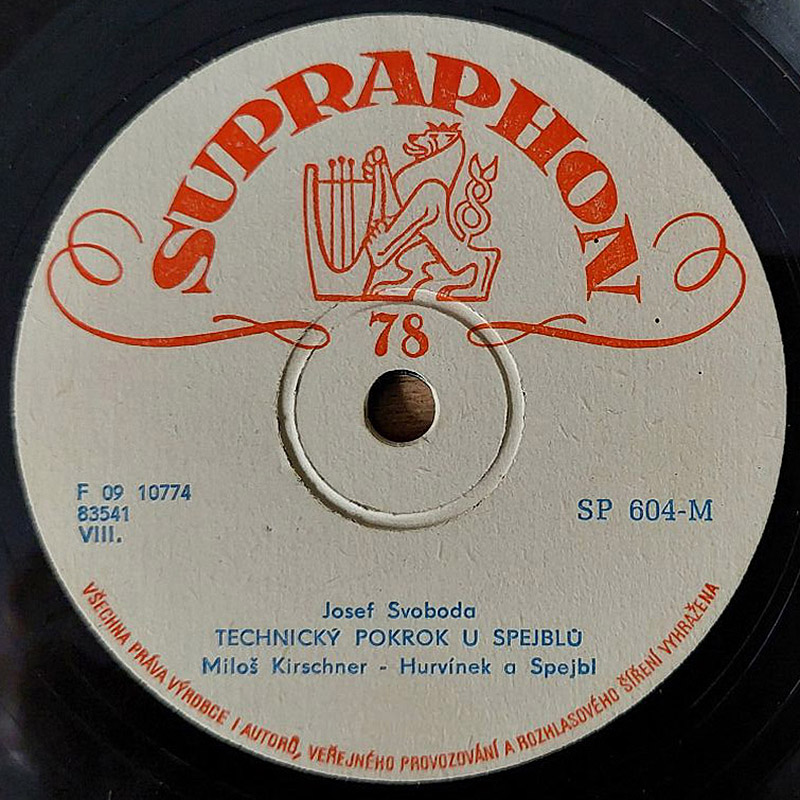 SUPRAPHON
78
F 09 10774
83541
VIII.
SP 604-M
Josef Svoboda
TECHNICKÝ POKROK U SPEJBLŮ
Miloš Kirschner - Hurvínek a Spejbl
VŠECHNA PRÁVA VÝROBCE I AUTORŮ, VEŘEJNÉHO PROVOZOVÁNÍ A ROZHLASOVÉHO ŠÍŘENÍ VYHRAŽENA